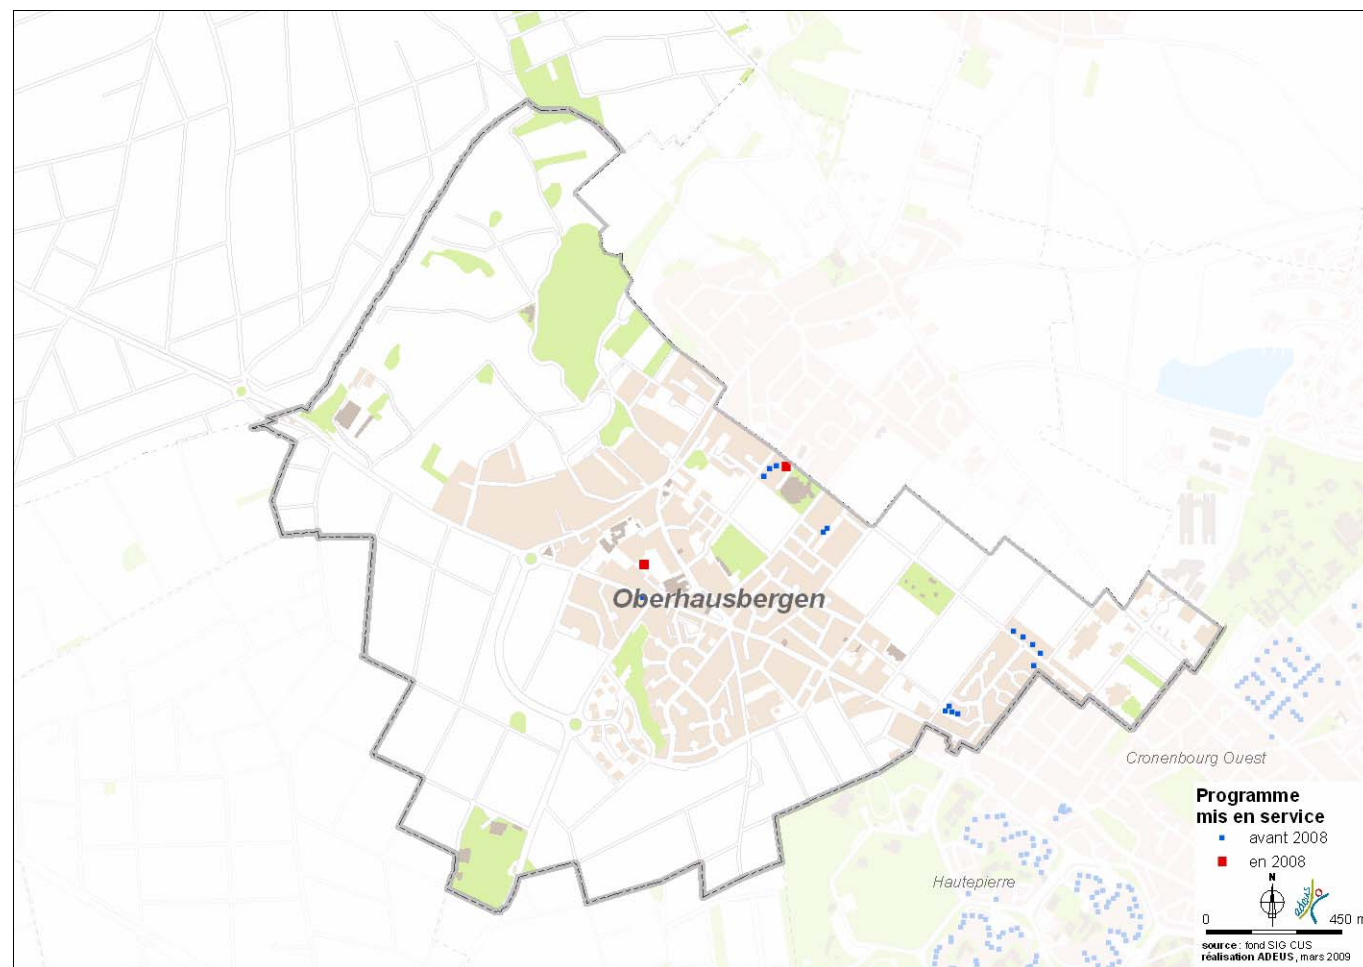 Oberhausbergen
Cronenbourg Ouest
Hautepierre
Programme
mis en service
avant 2008
en 2008
N
adeus
0 450 m
source : fond SIG CUS
réalisation ADEUS, mars 2009